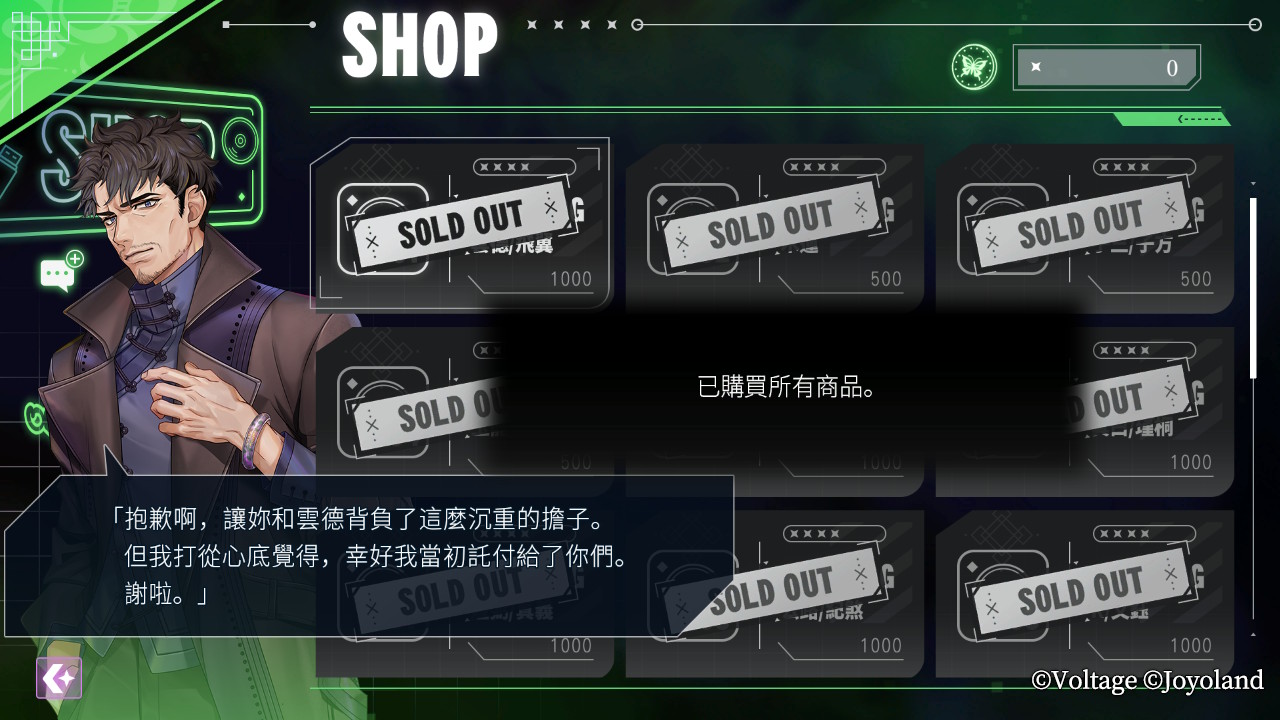 SHOP
0
SOLD OUT
1000
SOLD OUT
500
SOLD OUT
500
SOLD OUT
500
1000
OUT
1000
已購買所有商品。
「抱歉啊，讓妳和雲德背負了這麼沉重的擔子。
但我打從心底覺得，幸好我當初託付給了你們。
謝啦。」
SOLD OUT
1000
SOLD OUT
1000
SOLD OUT
1000
©Voltage ©Joyoland